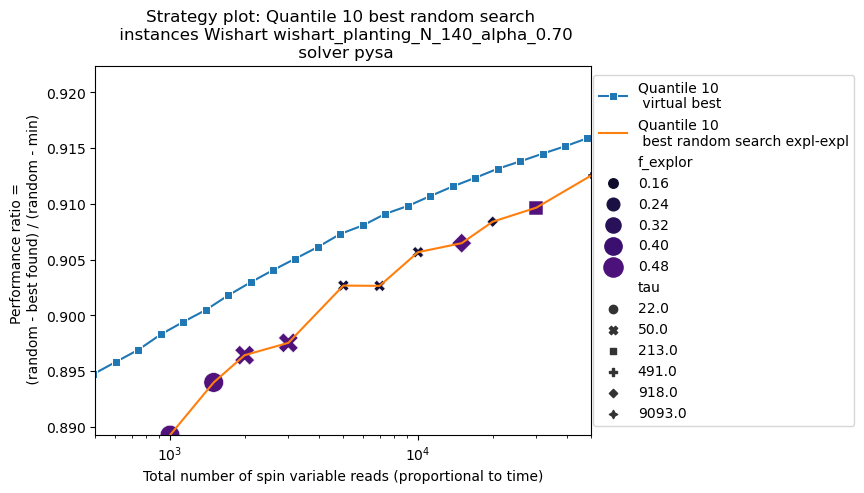 Strategy plot: Quantile 10 best random search
instances Wishart wishart_planting_N_140_alpha_0.70
solver pysa
Performance ratio =
(random - best found) / (random - min)
0.920
0.915
0.910
0.905
0.900
0.895
0.890
10^3
10^4
Total number of spin variable reads (proportional to time)
Quantile 10
virtual best
Quantile 10
best random search expl-expl
f_explor
0.16
0.24
0.32
0.40
0.48
tau
22.0
50.0
213.0
491.0
918.0
9093.0